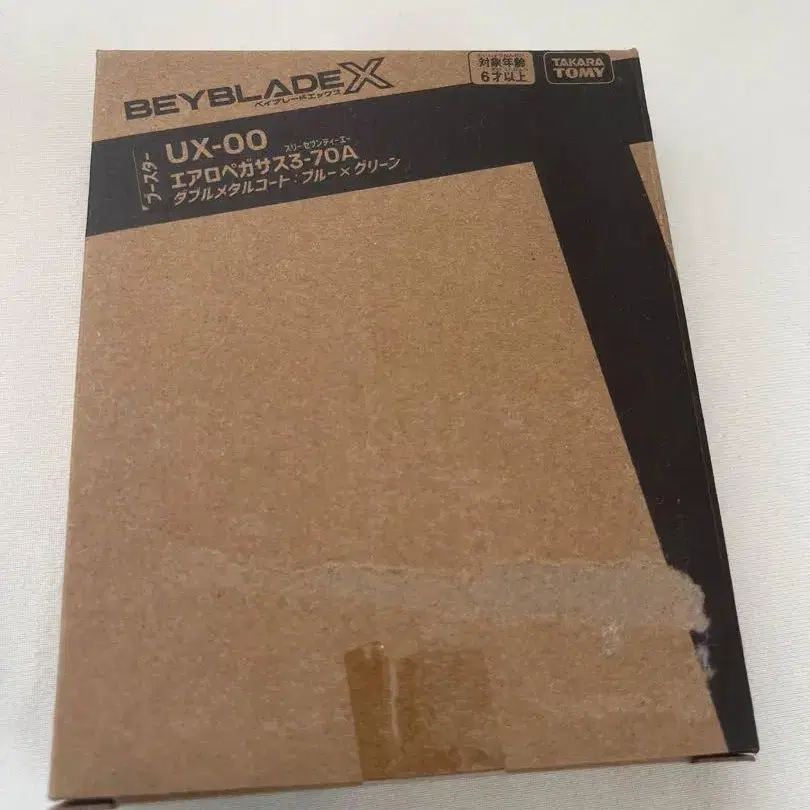 BEYBLADE X
ベイブレードエックス
対象年齢
6才以上
TAKARA
TOMY
ブースター
UX-00
スリーセブンティーエー
エアロペガサス3-70A
ダブルメタルコート:ブルー×グリーン